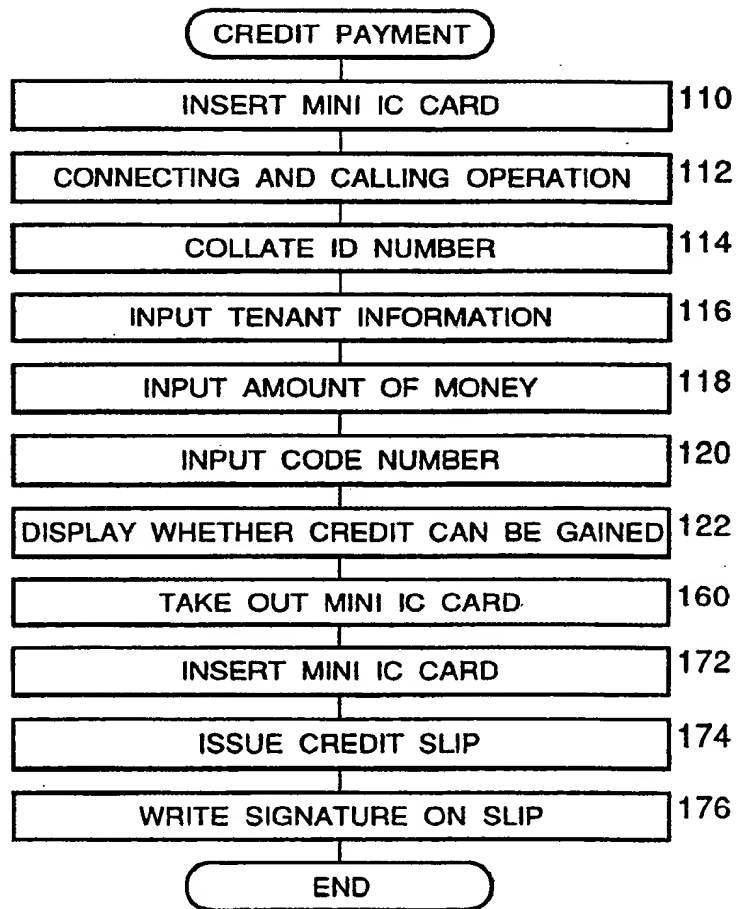 CREDIT PAYMENT
INSERT MINI IC CARD 110
CONNECTING AND CALLING OPERATION 112
COLLATE ID NUMBER 114
INPUT TENANT INFORMATION 116
INPUT AMOUNT OF MONEY 118
INPUT CODE NUMBER 120
DISPLAY WHETHER CREDIT CAN BE GAINED 122
TAKE OUT MINI IC CARD 160
INSERT MINI IC CARD 172
ISSUE CREDIT SLIP 174
WRITE SIGNATURE ON SLIP 176
END